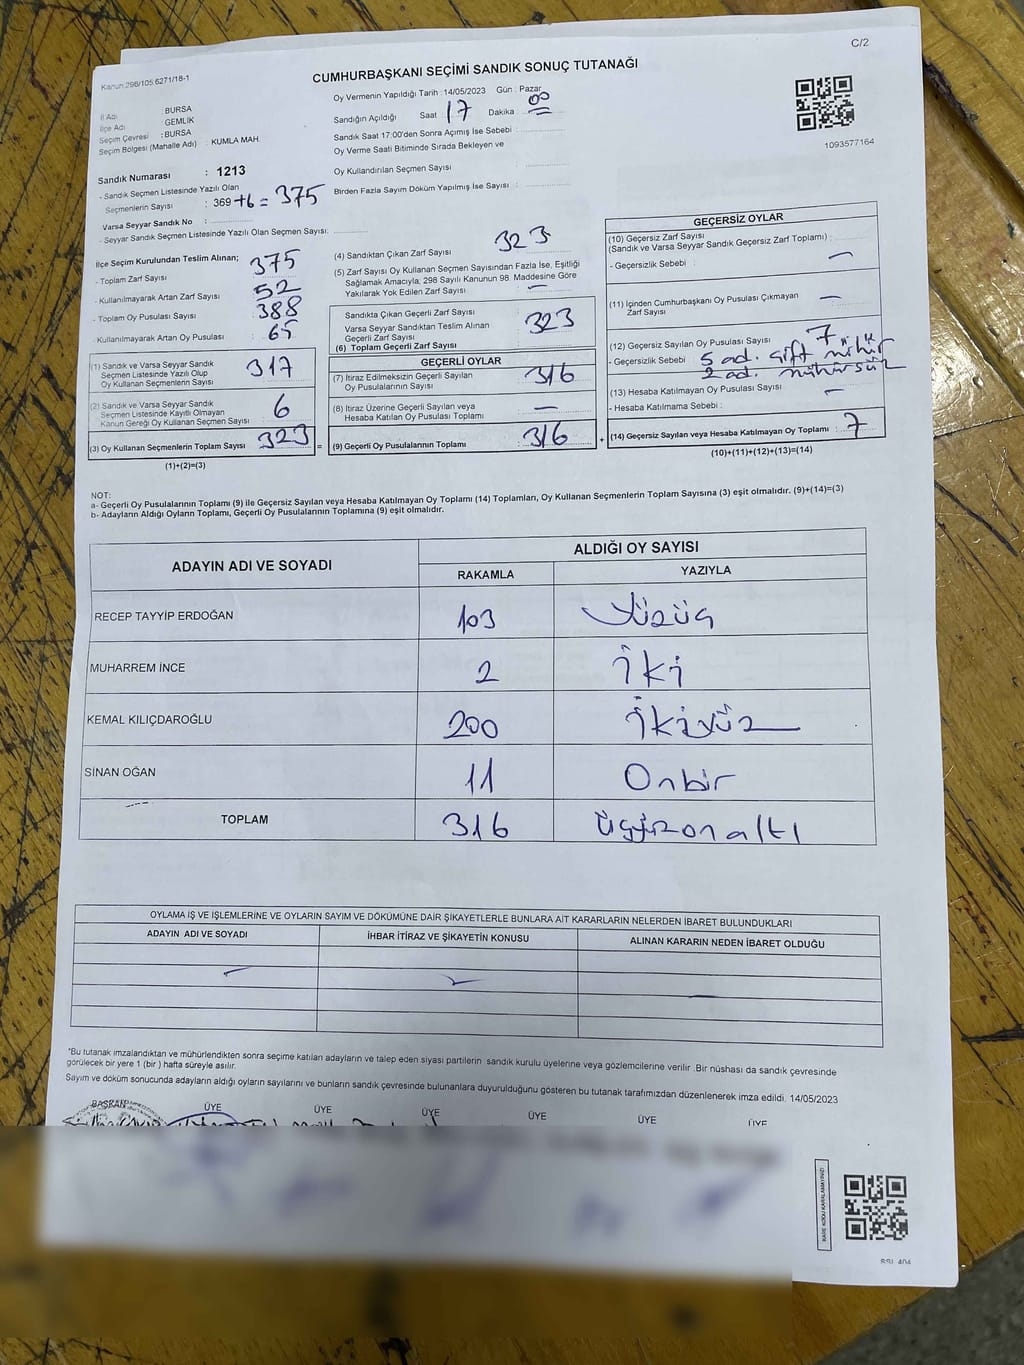 C/2
Kanun:296/105.6271/18-1
CUMHURBAŞKANI SEÇİMİ SANDIK SONUÇ TUTANAĞI
İl Adı : BURSA
İlçe Adı : GEMLİK
Seçim Çevresi : BURSA
Seçim Bölgesi (Mahalle Adı) : KUMLA MAH.
Sandık Numarası : 1213
- Sandık Seçmen Listesinde Yazılı Olan
Seçmenlerin Sayısı : 369 +6 = 375
Varsa Seyyar Sandık No :
- Seyyar Sandık Seçmen Listesinde Yazılı Olan Seçmen Sayısı:
Oy Vermenin Yapıldığı Tarih :14/05/2023 Gün : Pazar
Sandığın Açıldığı Saat 17 Dakika 00
Sandık Saat 17:00'den Sonra Açımış İse Sebebi :
Oy Verme Saati Bitiminde Sırada Bekleyen ve
Oy Kullandırılan Seçmen Sayısı :
Birden Fazla Sayım Döküm Yapılmış İse Sayısı :
1093577164
İlçe Seçim Kurulundan Teslim Alınan;
- Toplam Zarf Sayısı 375
- Kullanılmayarak Artan Zarf Sayısı 52
- Toplam Oy Pusulası Sayısı 388
- Kullanılmayarak Artan Oy Pusulası 65
(1) Sandık ve Varsa Seyyar Sandık
Seçmen Listesinde Yazılı Olup
Oy Kullanan Seçmenlerin Sayısı 317
(2) Sandık ve Varsa Seyyar Sandık
Seçmen Listesinde Kayıtlı Olmayan
Kanun Gereği Oy Kullanan Seçmen Sayısı : 6
(3) Oy Kullanan Seçmenlerin Toplam Sayısı 323 =
(1)+(2)=(3)
(4) Sandıktan Çıkan Zarf Sayısı 323
(5) Zarf Sayısı Oy Kullanan Seçmen Sayısından Fazla İse, Eşitliği
Sağlamak Amacıyla, 298 Sayılı Kanunun 98. Maddesine Göre
Yakılarak Yok Edilen Zarf Sayısı : —
Sandıkta Çıkan Geçerli Zarf Sayısı
Varsa Seyyar Sandıktan Teslim Alınan
Geçerli Zarf Sayısı : 323
(6) Toplam Geçerli Zarf Sayısı
GEÇERLİ OYLAR
(7) İtiraz Edilmeksizin Geçerli Sayılan
Oy Pusulalarının Sayısı 316
(8) İtiraz Üzerine Geçerli Sayılan veya
Hesaba Katılan Oy Pusulası Toplamı : —
(9) Geçerli Oy Pusulalarının Toplamı : 316 +
GEÇERSİZ OYLAR
(10) Geçersiz Zarf Sayısı
(Sandık ve Varsa Seyyar Sandık Geçersiz Zarf Toplamı) :
- Geçersizlik Sebebi : —
(11) İçinden Cumhurbaşkanı Oy Pusulası Çıkmayan
Zarf Sayısı : —
(12) Geçersiz Sayılan Oy Pusulası Sayısı 7
- Geçersizlik Sebebi : 5 ad. çift mühür
2 ad. mühürsüz
(13) Hesaba Katılmayan Oy Pusulası Sayısı : —
- Hesaba Katılmama Sebebi :
(14) Geçersiz Sayılan veya Hesaba Katılmayan Oy Toplamı : 7
(10)+(11)+(12)+(13)=(14)
NOT:
a- Geçerli Oy Pusulalarının Toplamı (9) ile Geçersiz Sayılan veya Hesaba Katılmayan Oy Toplamı (14) Toplamları, Oy Kullanan Seçmenlerin Toplam Sayısına (3) eşit olmalıdır. (9)+(14)=(3)
b- Adayların Aldığı Oyların Toplamı, Geçerli Oy Pusulalarının Toplamına (9) eşit olmalıdır.
ADAYIN ADI VE SOYADI
ALDIĞI OY SAYISI
RAKAMLA YAZIYLA
RECEP TAYYİP ERDOĞAN 103 Yüzüç
MUHARREM İNCE 2 İki
KEMAL KILIÇDAROĞLU 200 İkiyüz
SİNAN OĞAN 11 Onbir
TOPLAM 316 Üçyüzonaltı
OYLAMA İŞ VE İŞLEMLERİNE VE OYLARIN SAYIM VE DÖKÜMÜNE DAİR ŞİKAYETLERLE BUNLARA AİT KARARLARIN NELERDEN İBARET BULUNDUKLARI
ADAYIN ADI VE SOYADI İHBAR İTİRAZ VE ŞİKAYETİN KONUSU ALINAN KARARIN NEDEN İBARET OLDUĞU
*Bu tutanak imzalandıktan ve mühürlendikten sonra seçime katılan adayların ve talep eden siyasi partilerin sandık kurulu üyelerine veya gözlemcilerine verilir .Bir nüshası da sandık çevresinde
görülecek bir yere 1 (bir ) hafta süreyle asılır.
Sayım ve döküm sonucunda adayların aldığı oyların sayılarını ve bunların sandık çevresinde bulunanlara duyurulduğunu gösteren bu tutanak tarafımızdan düzenlenerek imza edildi. 14/05/2023
BAŞKAN ÜYE ÜYE ÜYE ÜYE ÜYE ÜYE
KARE KODU KARALAMAYINIZ!